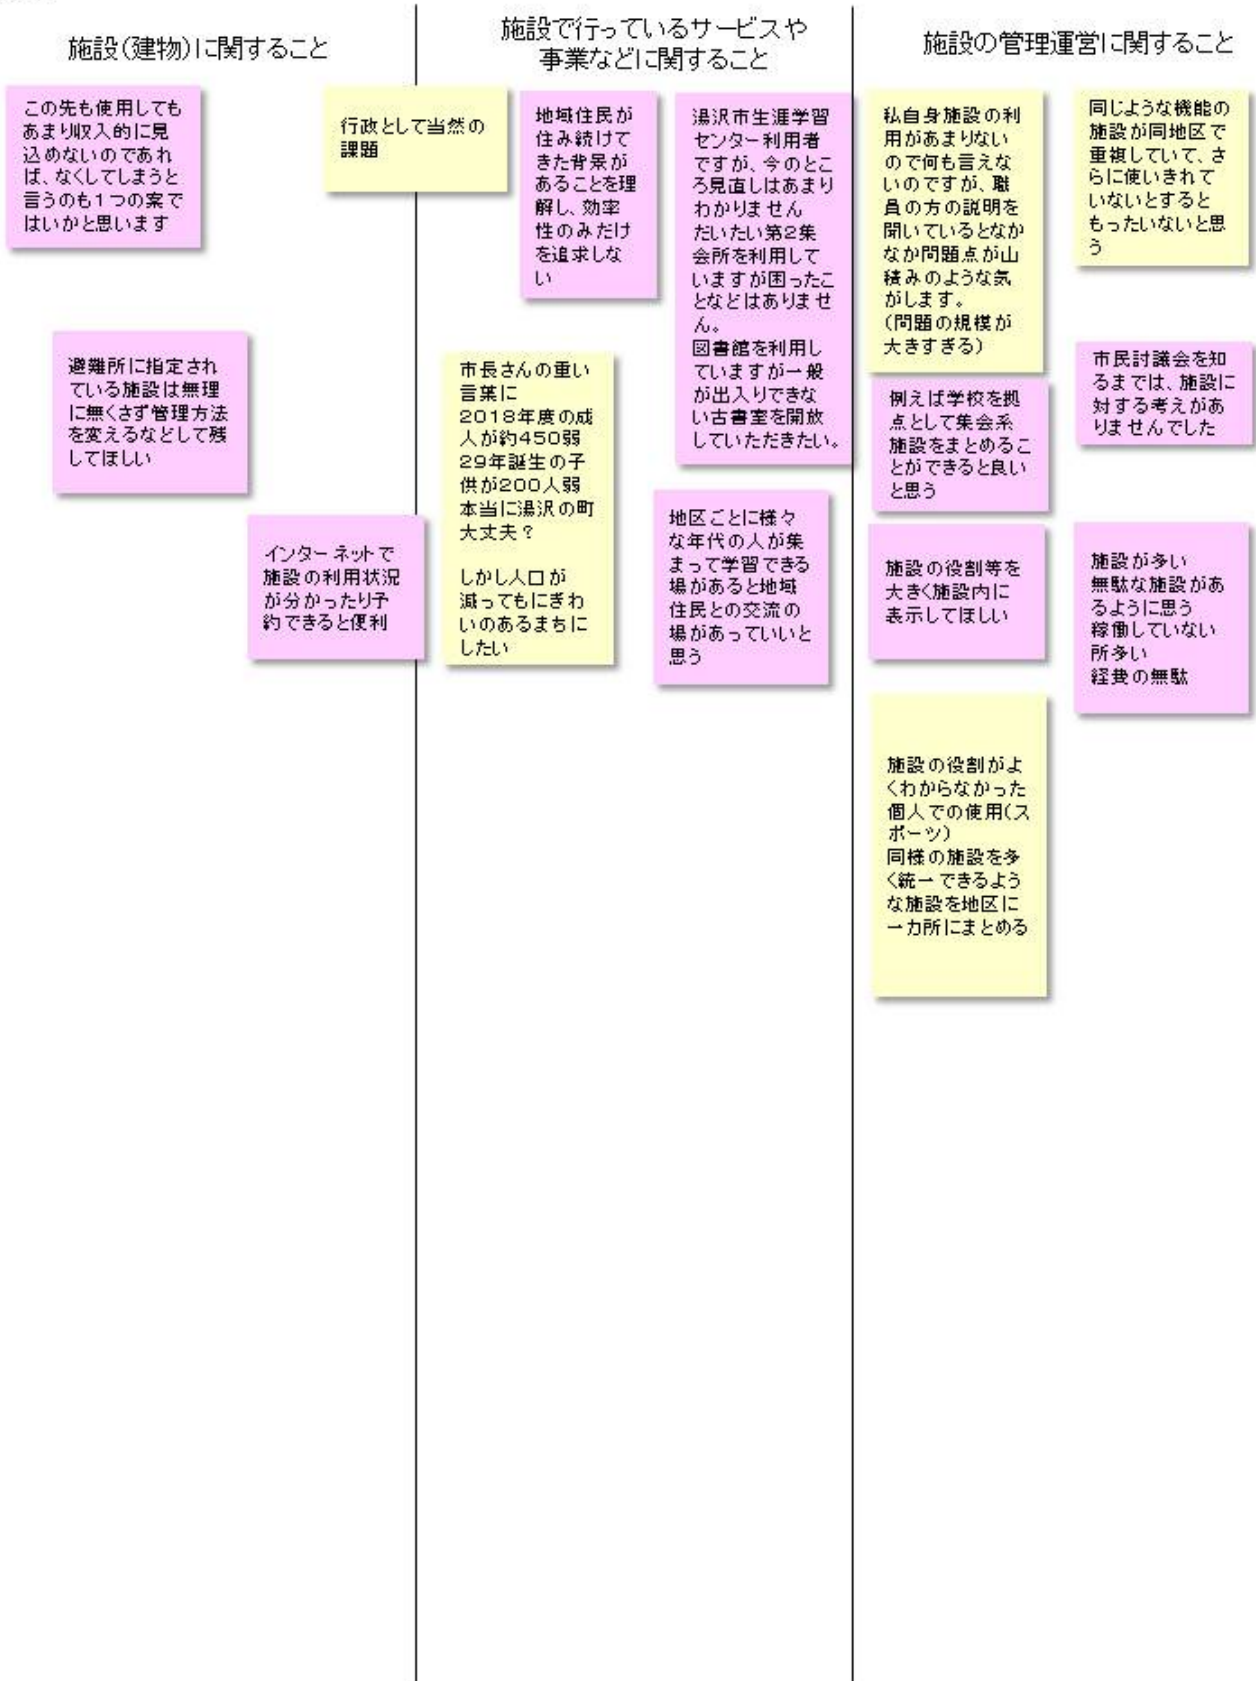 施設(建物)に関すること
この先も使用しても
あまり収入的に見
込めないのであれ
ば、なくしてしまうと
言うのも1つの案で
はいかと思います
行政として当然の
課題
避難所に指定され
ている施設は無理
に無くさず管理方法
を変えるなどして残
してほしい
インターネットで
施設の利用状況
が分かったり予
約できると便利
施設で行っているサービスや
事業などに関すること
地域住民が
住み続けて
きた背景が
あることを理
解し、効率
性のみだけ
を追求しな
い
湯沢市生涯学習
センター利用者
ですが、今のとこ
ろ見直しはあまり
わかりません
だいたい第2集
会所を利用して
いますが困ったこ
となどはありませ
ん。
図書館を利用し
ていますが一般
が出入りできな
い古書室を開放
していただきたい。
市長さんの重い
言葉に
2018年度の成
人が約450弱
29年誕生の子
供が200人弱
本当に湯沢の町
大丈夫?
しかし人口が
減ってもにぎわ
いのあるまちに
したい
地区ごとに様々
な年代の人が集
まって学習できる
場があると地域
住民との交流の
場があっていいと
思う
施設の管理運営に関すること
私自身施設の利
用があまりない
ので何も言えな
いのですが、職
員の方の説明を
聞いているとなか
なか問題点が山
積みのような気
がします。
(問題の規模が
大きすぎる)
同じような機能の
施設が同地区で
重複していて、さ
らに使いきれて
いないとすると
もったいないと思
う
例えば学校を拠
点として集会系
施設をまとめるこ
とができると良い
と思う
市民討議会を知
るまでは、施設に
対する考えがあ
りませんでした
施設の役割等を
大きく施設内に
表示してほしい
施設が多い
無駄な施設があ
るように思う
稼働していない
所多い
経費の無駄
施設の役割がよ
くわからなかった
個人での使用(ス
ポーツ)
同様の施設を多
く統一できるよう
な施設を地区に
一カ所にまとめる